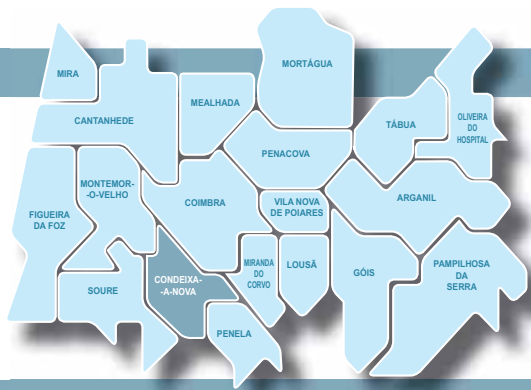 MIRA
MORTÁGUA
MEALHADA
CANTANHEDE
TÁBUA
OLIVEIRA
DO
HOSPITAL
PENACOVA
MONTEMOR-
-O-VELHO
COIMBRA
VILA NOVA
DE POIARES
ARGANIL
FIGUEIRA
DA FOZ
CONDEIXA-
-A-NOVA
MIRANDA
DO
CORVO
LOUSÃ
GÓIS
PAMPILHOSA
DA
SERRA
SOURE
PENELA